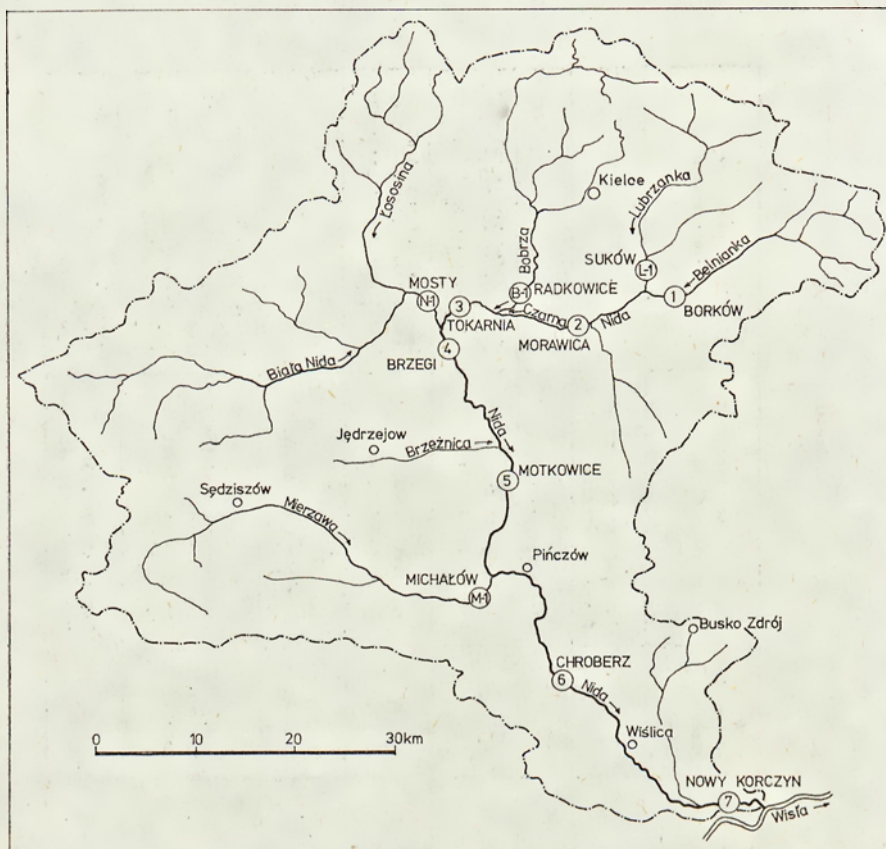 Łososina
Kielce
Lubrzanka
Bobrza
SUKÓW
L-1
Bełnianka
MOSTY
N-1
3
B-1
RADKOWICE
1
BORKÓW
TOKARNIA
Czarna
2
Nida
MORAWICA
4
BRZEGI
Biała Nida
Nida
Jędrzejow
Brzeźnica
MOTKOWICE
5
Sędziszów
Mierzawa
Pińczów
MICHAŁÓW
M-1
Busko Zdrój
CHROBERZ
6
Nida
Wiślica
0 10 20 30km
NOWY KORCZYN
7
Wisła